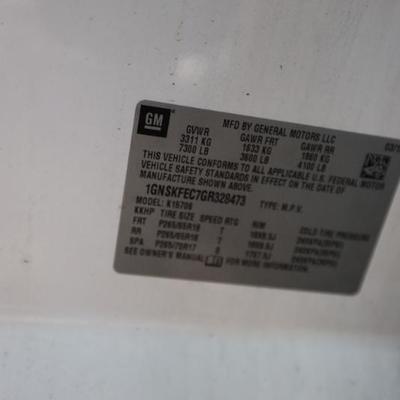 GM
MFD BY GENERAL MOTORS LLC
GVWR GAWR FRT GAWR RR
3311 KG 1633 KG 1860 KG
7300 LB 3600 LB 4100 LB
THIS VEHICLE CONFORMS TO ALL APPLICABLE U.S. FEDERAL MOTOR
VEHICLE SAFETY STANDARDS IN EFFECT ON THE DATE OF
MANUFACTURE SHOWN ABOVE.
1GNSKFEC7GR328473 TYPE: M.P.V.
MODEL: K15706
KKHP TIRE SIZE SPEED RTG RIM COLD TIRE PRESSURE
FRT P265/65R18 T
RR P265/65R18 T
SPA P265/70R17
SEE OWNER'S MANUAL FOR MORE INFORMATION.